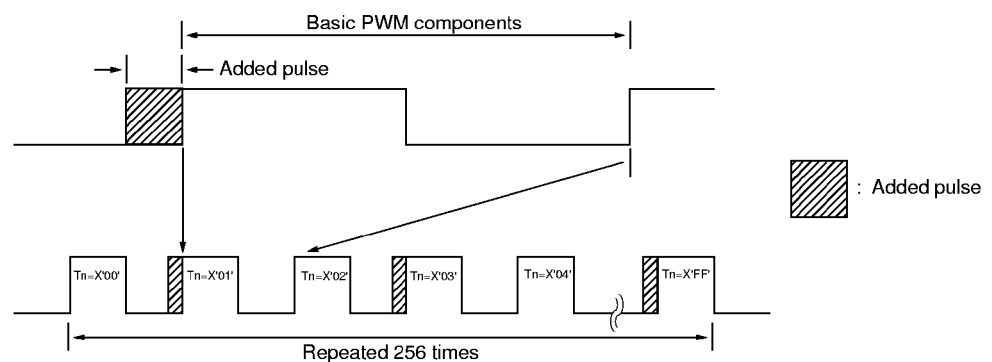 Basic PWM components
Added pulse
: Added pulse
Tn=X'00'
Tn=X'01'
Tn=X'02'
Tn=X'03'
Tn=X'04'
Tn=X'FF'
Repeated 256 times